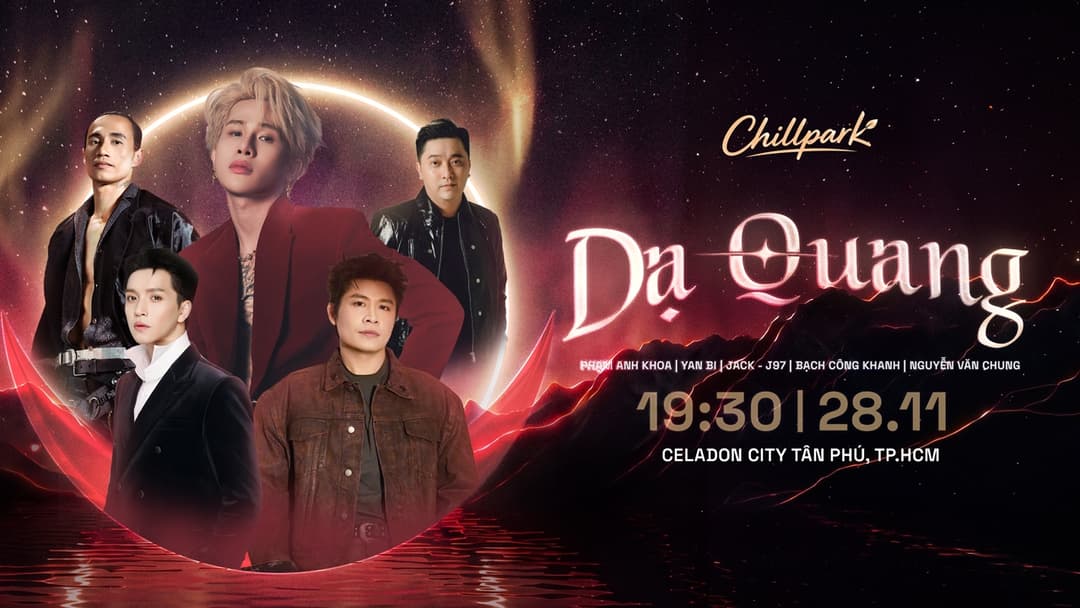 Chillpark
Dạ Quang
PHẠM ANH KHOA | YAN BI | JACK - J97 | BẠCH CÔNG KHANH | NGUYỄN VĂN CHUNG
19:30 | 28.11
CELADON CITY TÂN PHÚ, TP.HCM